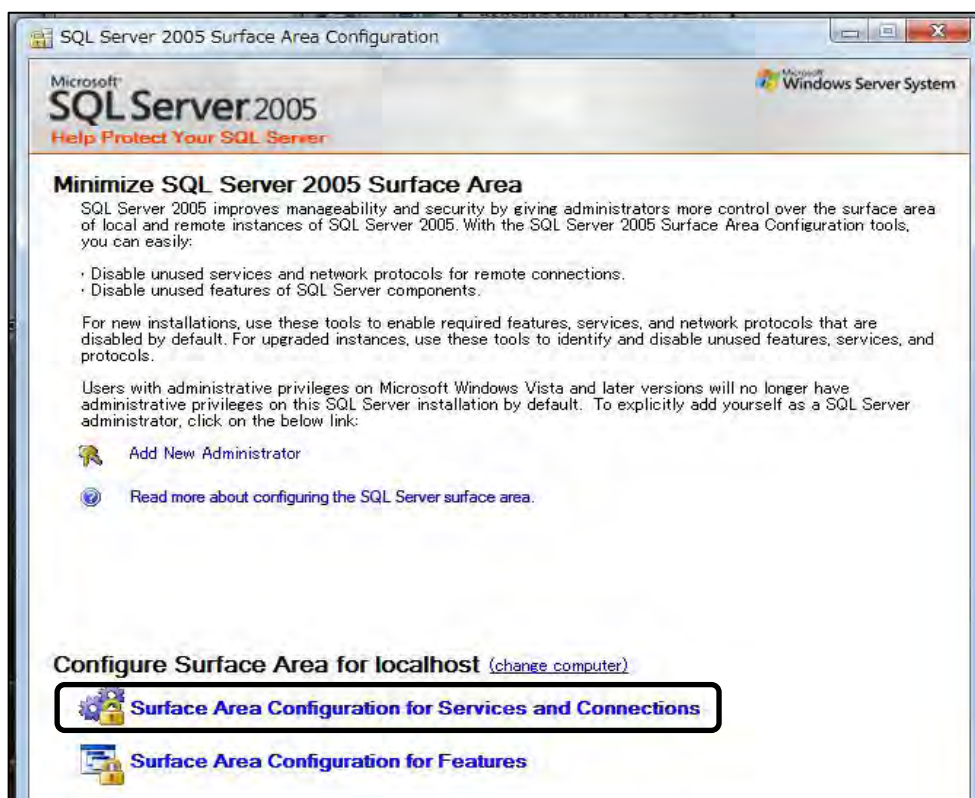 SQL Server 2005 Surface Area Configuration
Microsoft
SQL Server 2005
Help Protect Your SQL Server
Microsoft
Windows Server System
Minimize SQL Server 2005 Surface Area
SQL Server 2005 improves manageability and security by giving administrators more control over the surface area
of local and remote instances of SQL Server 2005. With the SQL Server 2005 Surface Area Configuration tools,
you can easily:
· Disable unused services and network protocols for remote connections.
· Disable unused features of SQL Server components.
For new installations, use these tools to enable required features, services, and network protocols that are
disabled by default. For upgraded instances, use these tools to identify and disable unused features, services, and
protocols.
Users with administrative privileges on Microsoft Windows Vista and later versions will no longer have
administrative privileges on this SQL Server installation by default. To explicitly add yourself as a SQL Server
administrator, click on the below link:
Add New Administrator
Read more about configuring the SQL Server surface area.
Configure Surface Area for localhost (change computer)
Surface Area Configuration for Services and Connections
Surface Area Configuration for Features